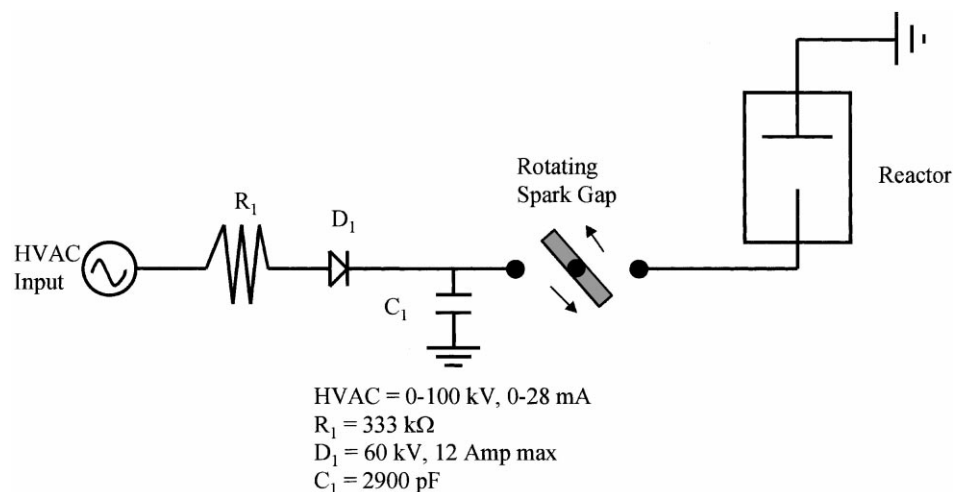 Rotating
Spark Gap
Reactor
R₁
D₁
HVAC
Input
C₁
HVAC = 0-100 kV, 0-28 mA
R₁ = 333 kΩ
D₁ = 60 kV, 12 Amp max
C₁ = 2900 pF